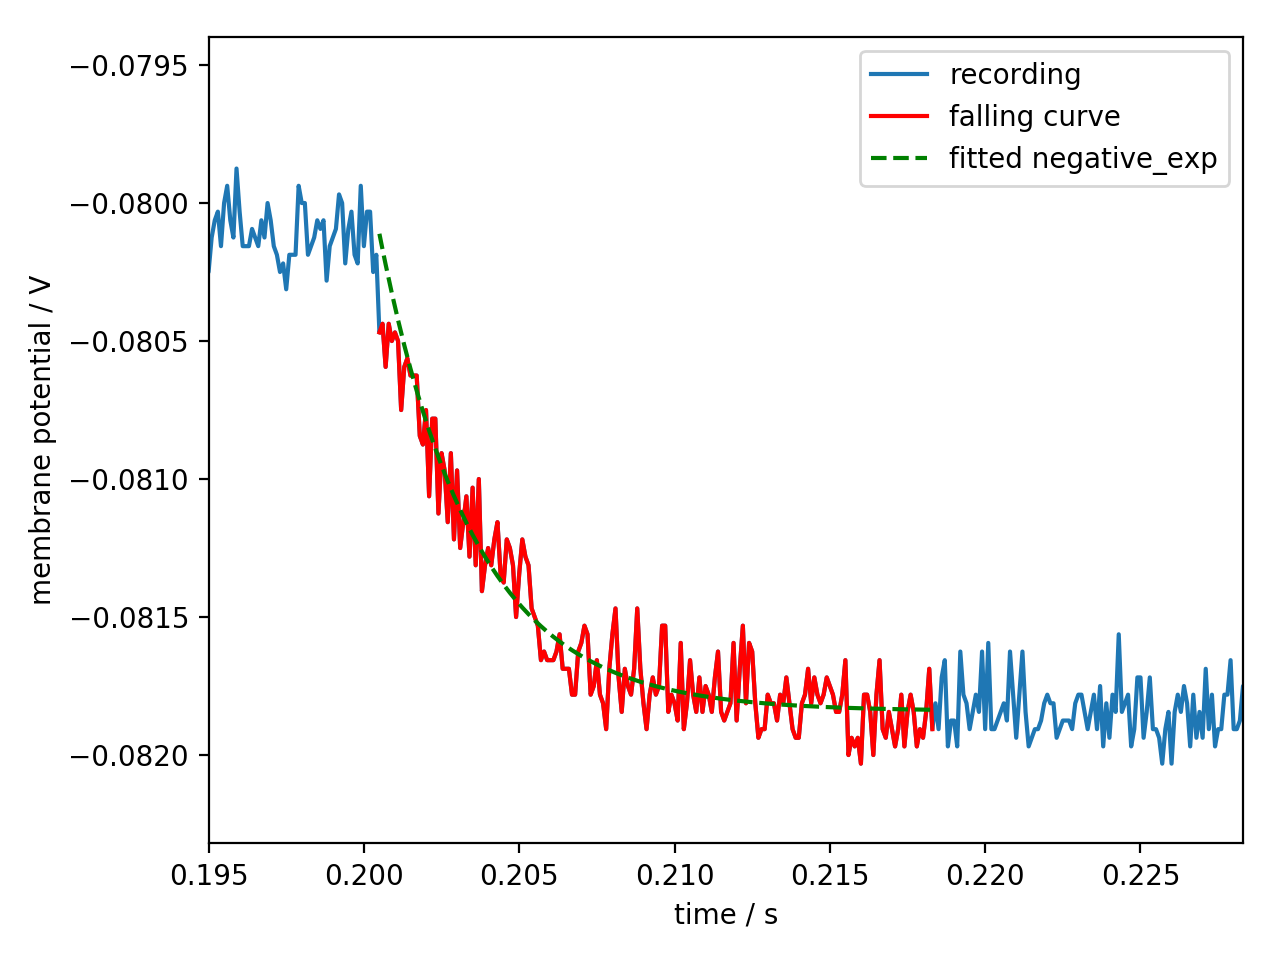 recording
falling curve
fitted negative_exp
−0.0795
−0.0800
−0.0805
−0.0810
−0.0815
−0.0820
membrane potential / V
0.195 0.200 0.205 0.210 0.215 0.220 0.225
time / s